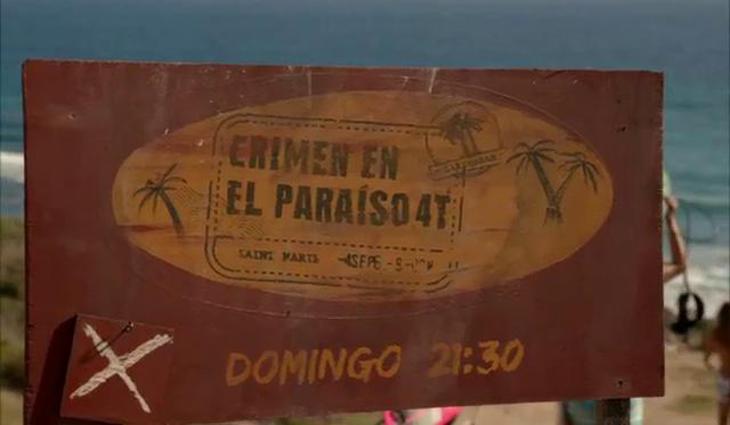 CRIMEN EN
EL PARAÍSO 4T
SAINT MARIE
DOMINGO 21:30